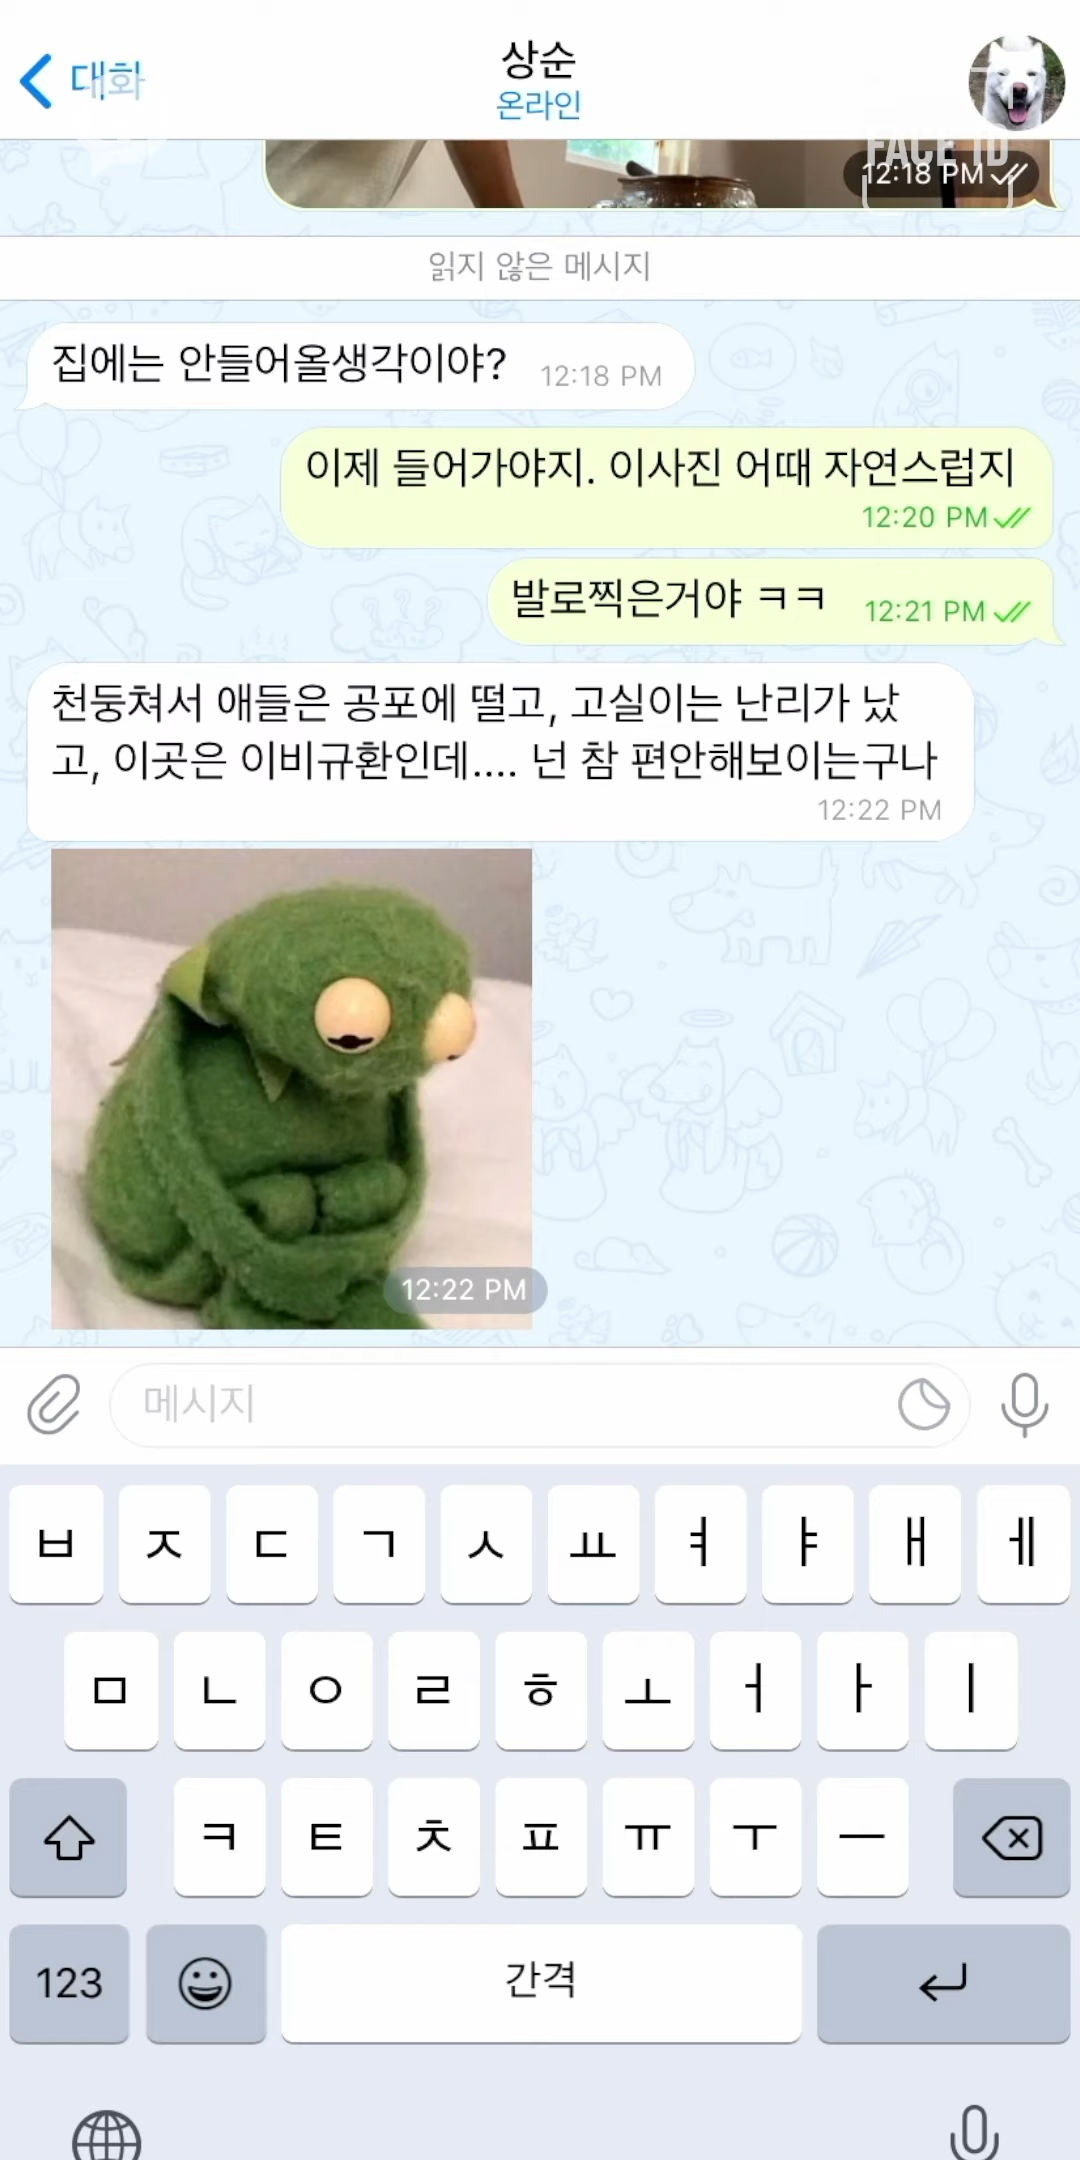 대화
상순
온라인
FACE ID
12:18 PM
읽지 않은 메시지
집에는 안들어올생각이야?
12:18 PM
이제 들어가야지. 이사진 어때 자연스럽지
12:20 PM
발로찍은거야 ㅋㅋ
12:21 PM
천둥쳐서 애들은 공포에 떨고, 고실이는 난리가 났
고, 이곳은 이비규환인데.... 넌 참 편안해보이는구나
12:22 PM
12:22 PM
메시지
ㅂ ㅈ ㄷ ㄱ ㅅ ㅛ ㅕ ㅑ ㅐ ㅔ
ㅁ ㄴ ㅇ ㄹ ㅎ ㅗ ㅓ ㅏ ㅣ
ㅋ ㅌ ㅊ ㅍ ㅠ ㅜ ㅡ
123
간격